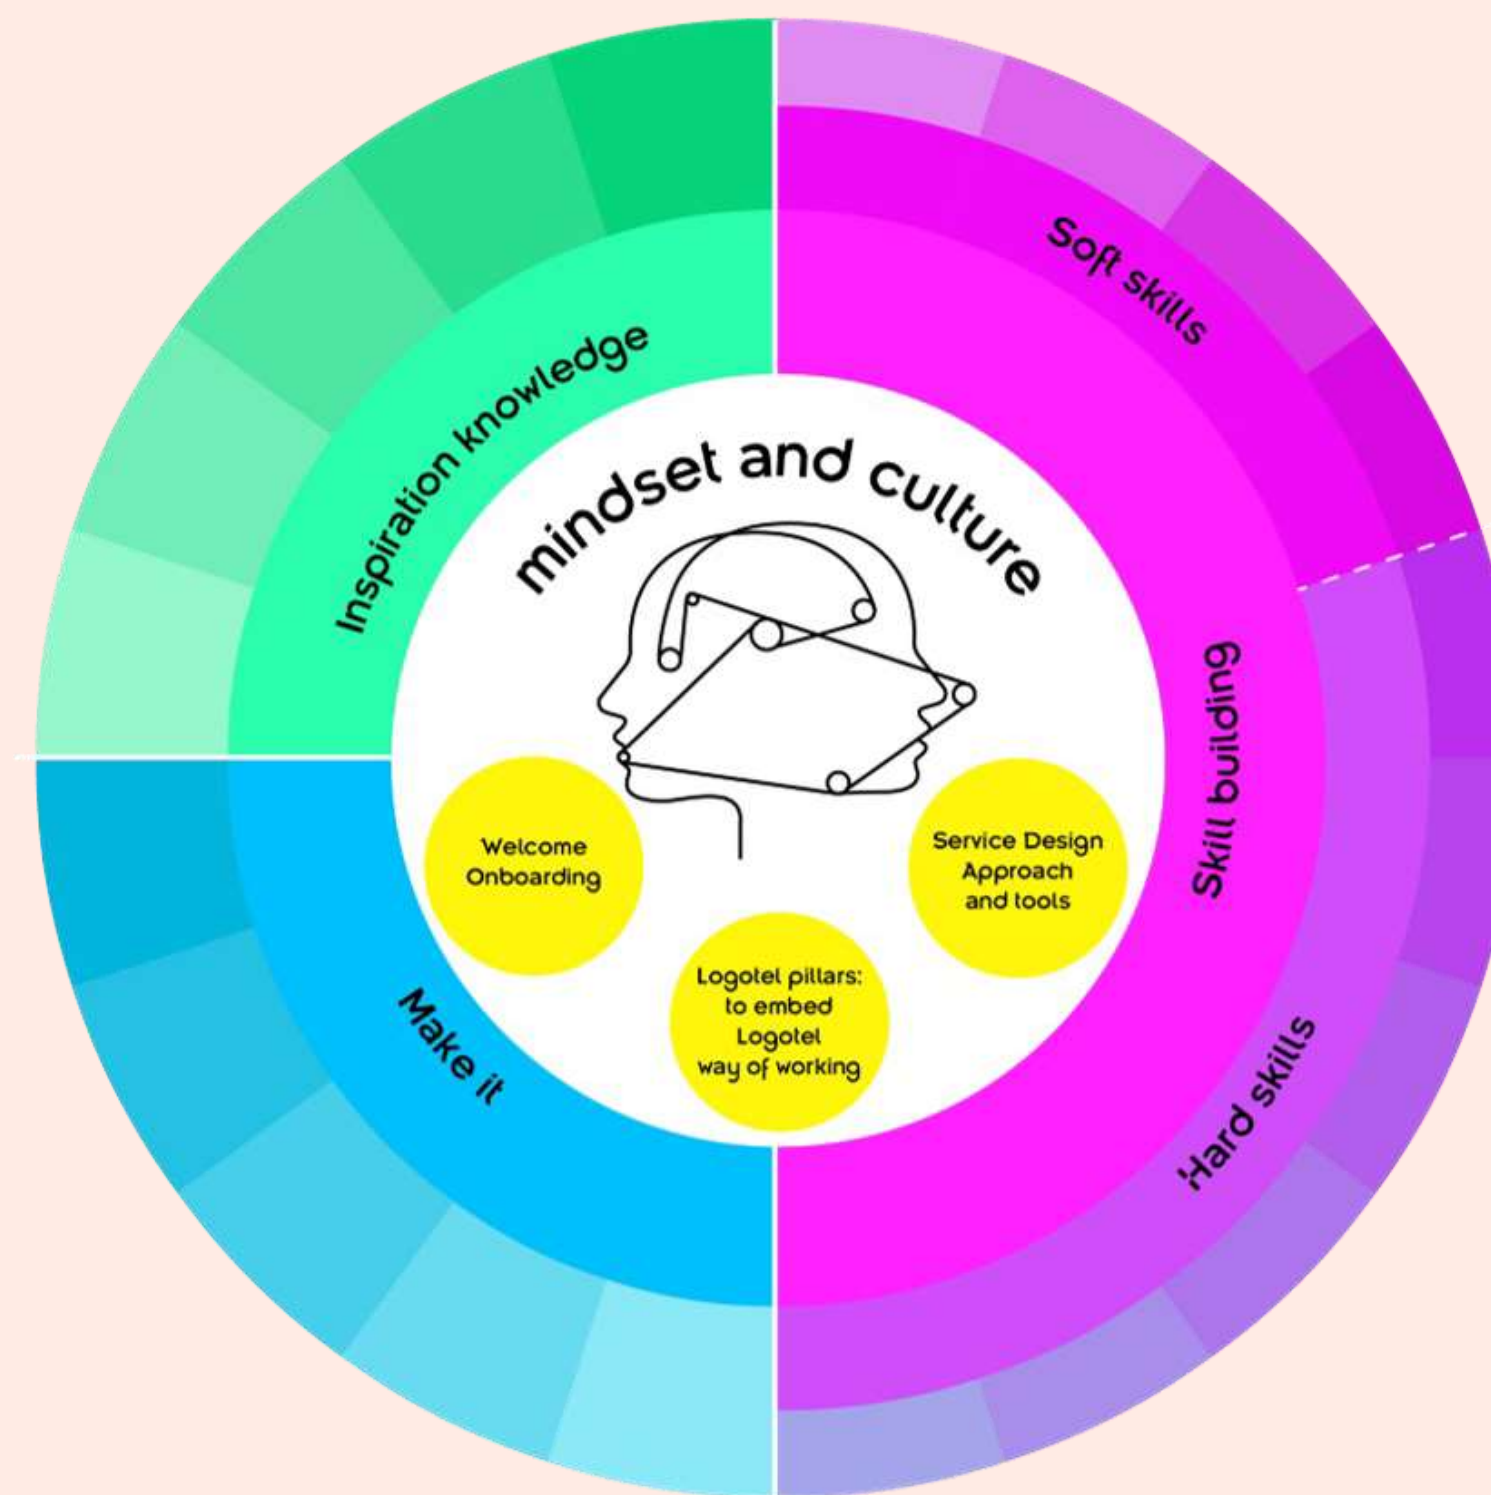 Soft skills
Inspiration knowledge
mindset and culture
Skill building
Welcome
Onboarding
Service Design
Approach
and tools
Logotel pillars:
to embed
Logotel
way of working
Make it
Hard skills